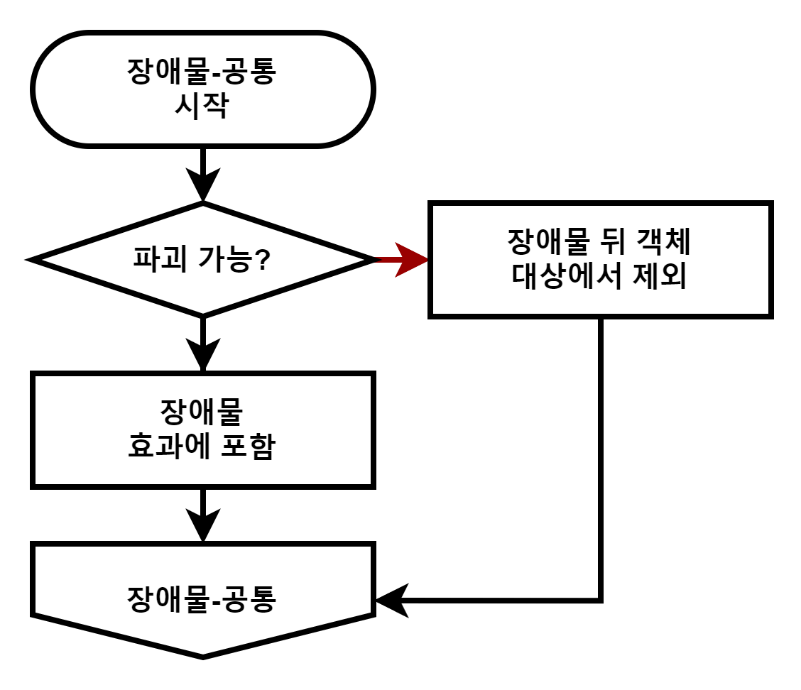 장애물-공통
시작
파괴 가능?
장애물 뒤 객체
대상에서 제외
장애물
효과에 포함
장애물-공통